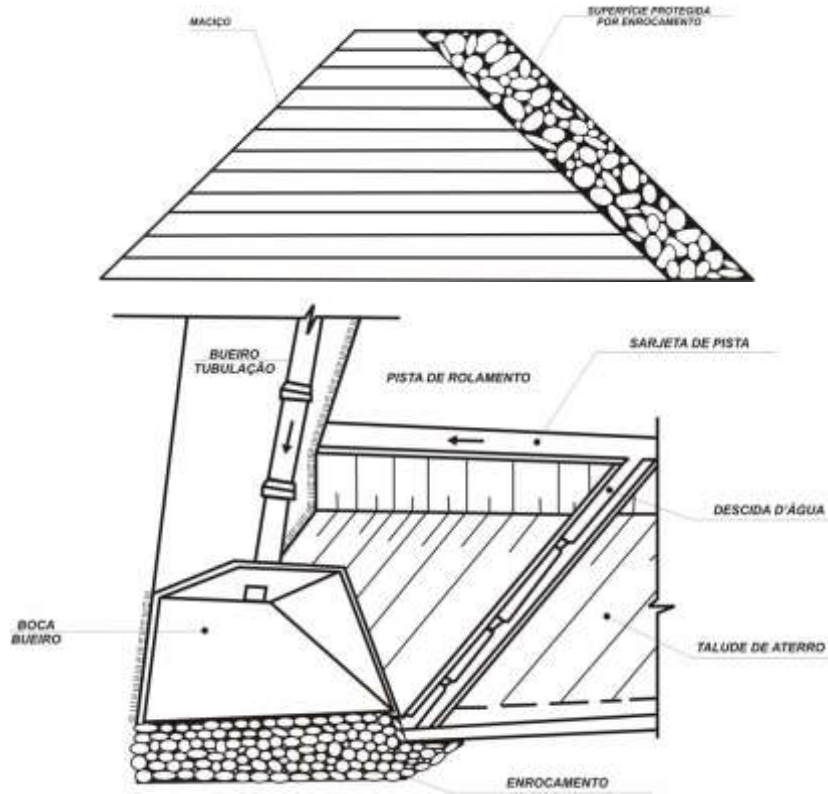 MACIÇO
SUPERFÍCIE PROTEGIDA
POR ENROCAMENTO
BUEIRO
TUBULAÇÃO
PISTA DE ROLAMENTO
SARJETA DE PISTA
DESCIDA D'ÁGUA
BOCA
BUEIRO
TALUDE DE ATERRO
ENROCAMENTO